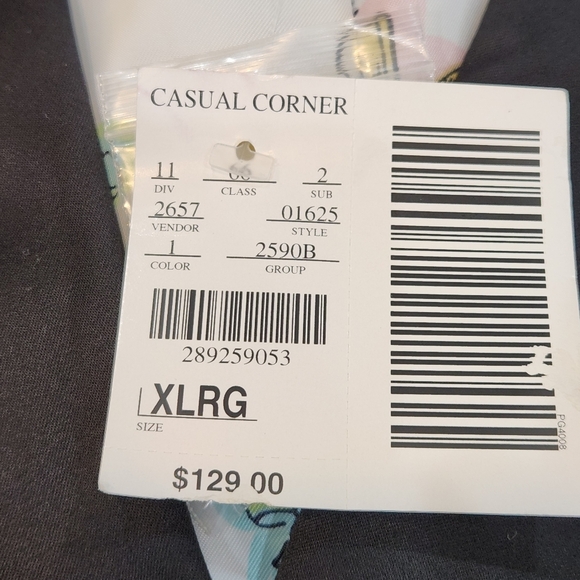 CASUAL CORNER
11 2
DIV CLASS SUB
2657 01625
VENDOR STYLE
1 2590B
COLOR GROUP
289259053
XLRG
SIZE
$129 00
PG4008